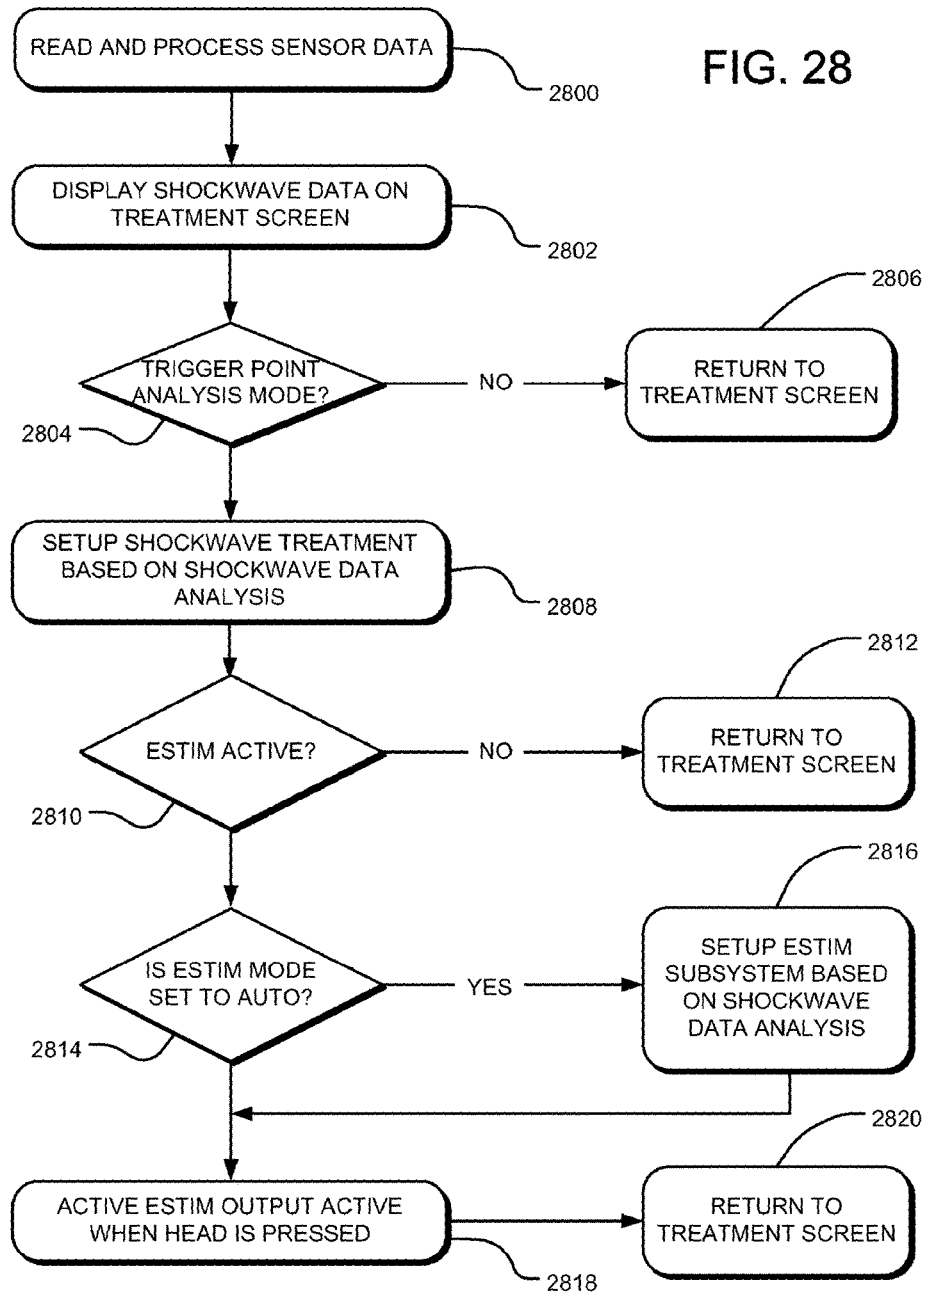 READ AND PROCESS SENSOR DATA
FIG. 28
2800
DISPLAY SHOCKWAVE DATA ON
TREATMENT SCREEN
2802
2806
TRIGGER POINT
ANALYSIS MODE?
NO
RETURN TO
TREATMENT SCREEN
2804
SETUP SHOCKWAVE TREATMENT
BASED ON SHOCKWAVE DATA
ANALYSIS
2808
2812
ESTIM ACTIVE?
NO
RETURN TO
TREATMENT SCREEN
2810
2816
IS ESTIM MODE
SET TO AUTO?
YES
SETUP ESTIM
SUBSYSTEM BASED
ON SHOCKWAVE
DATA ANALYSIS
2814
2820
ACTIVE ESTIM OUTPUT ACTIVE
WHEN HEAD IS PRESSED
RETURN TO
TREATMENT SCREEN
2818